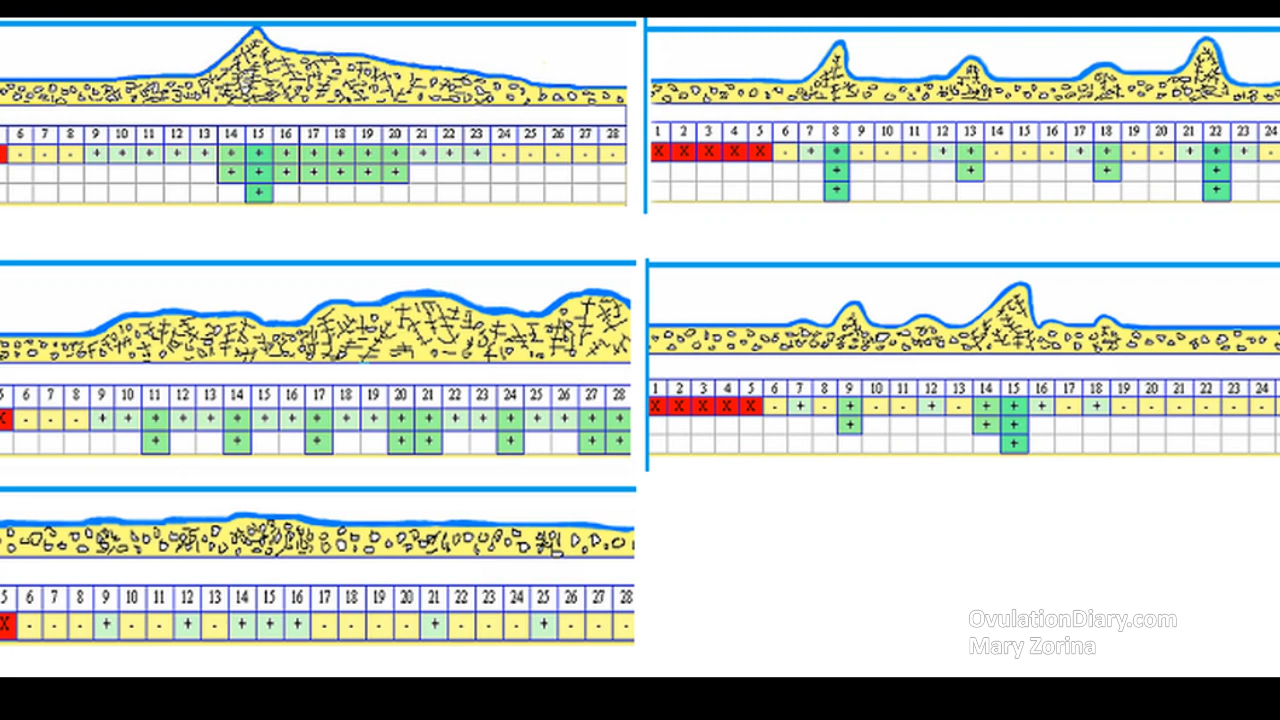 6 7 8 9 10 11 12 13 14 15 16 17 18 19 20 21 22 23 24 25 26 27 28
- - - + + + + + + + + + + + + + + + - - - - -
+ + + + + + +
+
1 2 3 4 5 6 7 8 9 10 11 12 13 14 15 16 17 18 19 20 21 22 23 24
X X X X X - + + - - - + + - - - + + - - + + + -
+ + + +
+ +
5 6 7 8 9 10 11 12 13 14 15 16 17 18 19 20 21 22 23 24 25 26 27 28
X - - - + + + + + + + + + + + + + + + + + + + +
+ + + + + + + +
1 2 3 4 5 6 7 8 9 10 11 12 13 14 15 16 17 18 19 20 21 22 23 24
X X X X X - + - + - - + - + + + - + - - - - - -
+ + +
+
5 6 7 8 9 10 11 12 13 14 15 16 17 18 19 20 21 22 23 24 25 26 27 28
X - - - + - - + - + + + - - - - + - - - + - - -
OvulationDiary.com
Mary Zorina